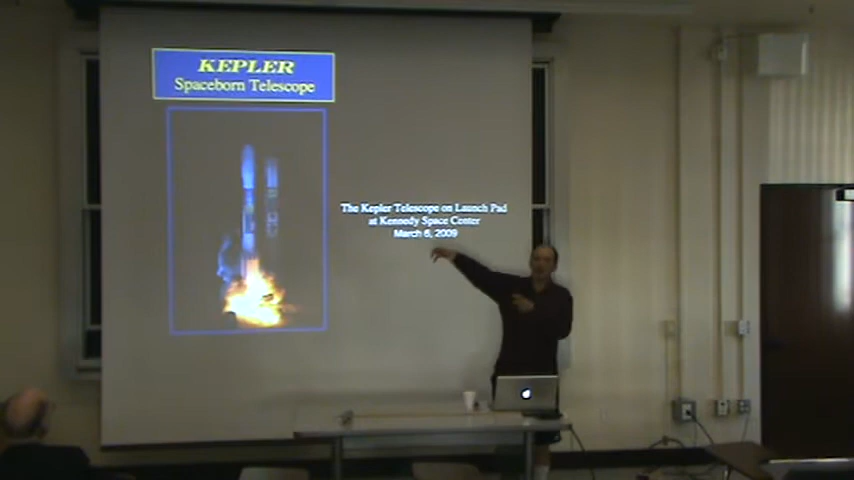 KEPLER
Spaceborn Telescope
The Kepler Telescope on Launch Pad
at Kennedy Space Center
March 6, 2009